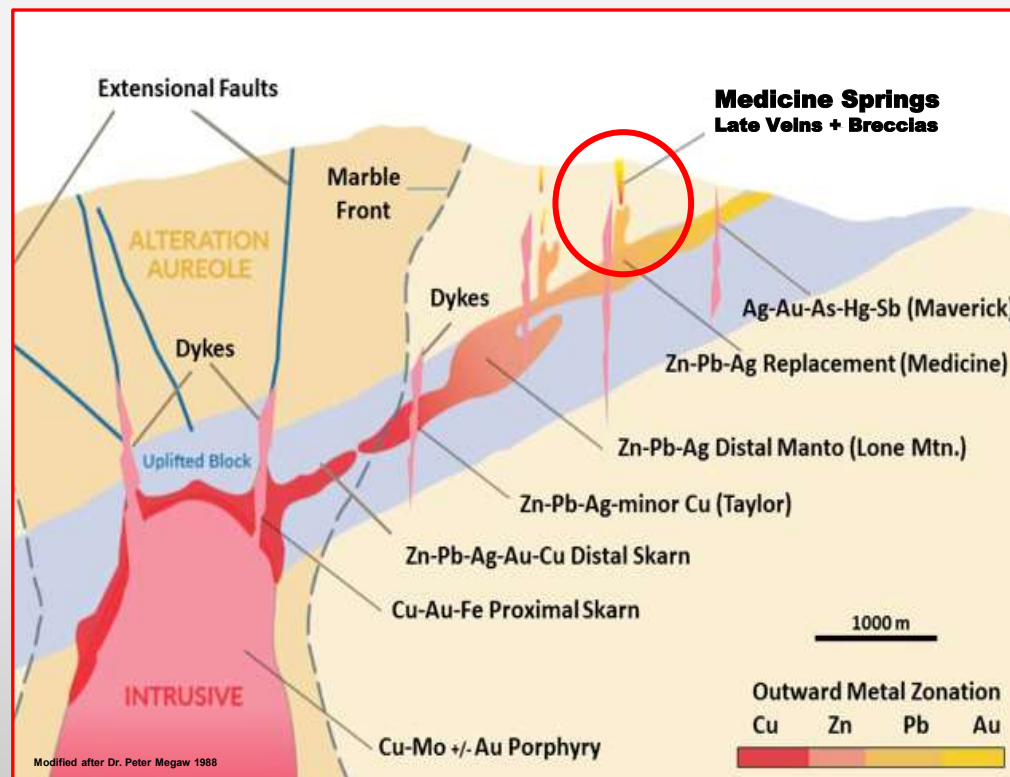 Extensional Faults
Medicine Springs
Late Veins + Breccias
Marble
Front
ALTERATION
AUREOLE
Dykes
Ag-Au-As-Hg-Sb (Maverick)
Dykes
Zn-Pb-Ag Replacement (Medicine)
Uplifted Block
Zn-Pb-Ag Distal Manto (Lone Mtn.)
Zn-Pb-Ag-minor Cu (Taylor)
Zn-Pb-Ag-Au-Cu Distal Skarn
Cu-Au-Fe Proximal Skarn
1000 m
INTRUSIVE
Outward Metal Zonation
Cu Zn Pb Au
Cu-Mo +/- Au Porphyry
Modified after Dr. Peter Megaw 1988